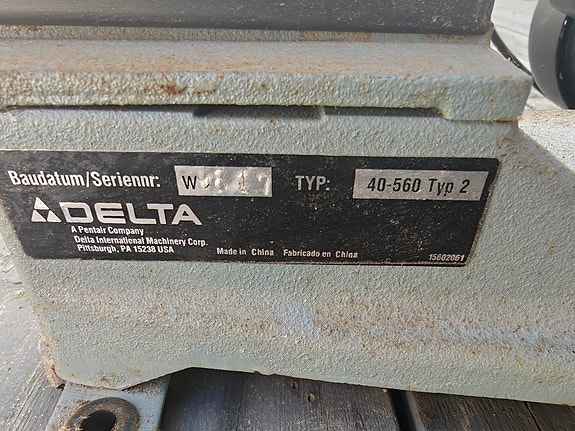 Baudatum/Seriennr: W TYP: 40-560 Typ 2
DELTA
A Pentair Company
Delta International Machinery Corp.
Pittsburgh, PA 15238 USA
Made in China Fabricado en China
15602061